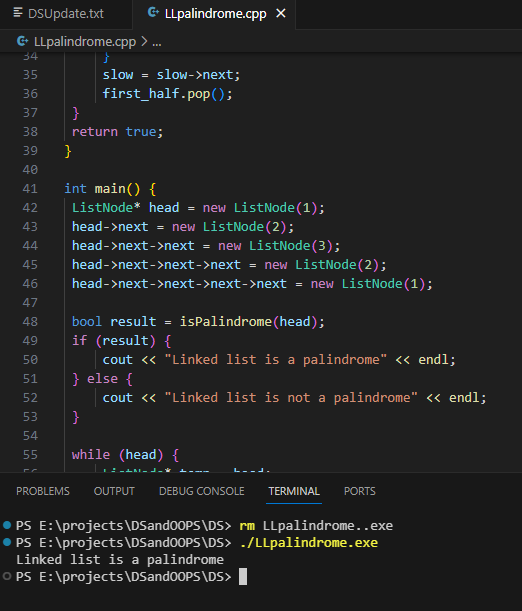 DSUpdate.txt
LLpalindrome.cpp
LLpalindrome.cpp > ...
34 }
35 slow = slow->next;
36 first_half.pop();
37 }
38 return true;
39 }
40
41 int main() {
42 ListNode* head = new ListNode(1);
43 head->next = new ListNode(2);
44 head->next->next = new ListNode(3);
45 head->next->next->next = new ListNode(2);
46 head->next->next->next->next = new ListNode(1);
47
48 bool result = isPalindrome(head);
49 if (result) {
50 cout << "Linked list is a palindrome" << endl;
51 } else {
52 cout << "Linked list is not a palindrome" << endl;
53 }
54
55 while (head) {
56 ListNode* temp = head;
PROBLEMS OUTPUT DEBUG CONSOLE TERMINAL PORTS
PS E:\projects\DSandOOPS\DS> rm LLpalindrome..exe
PS E:\projects\DSandOOPS\DS> ./LLpalindrome.exe
Linked list is a palindrome
PS E:\projects\DSandOOPS\DS>